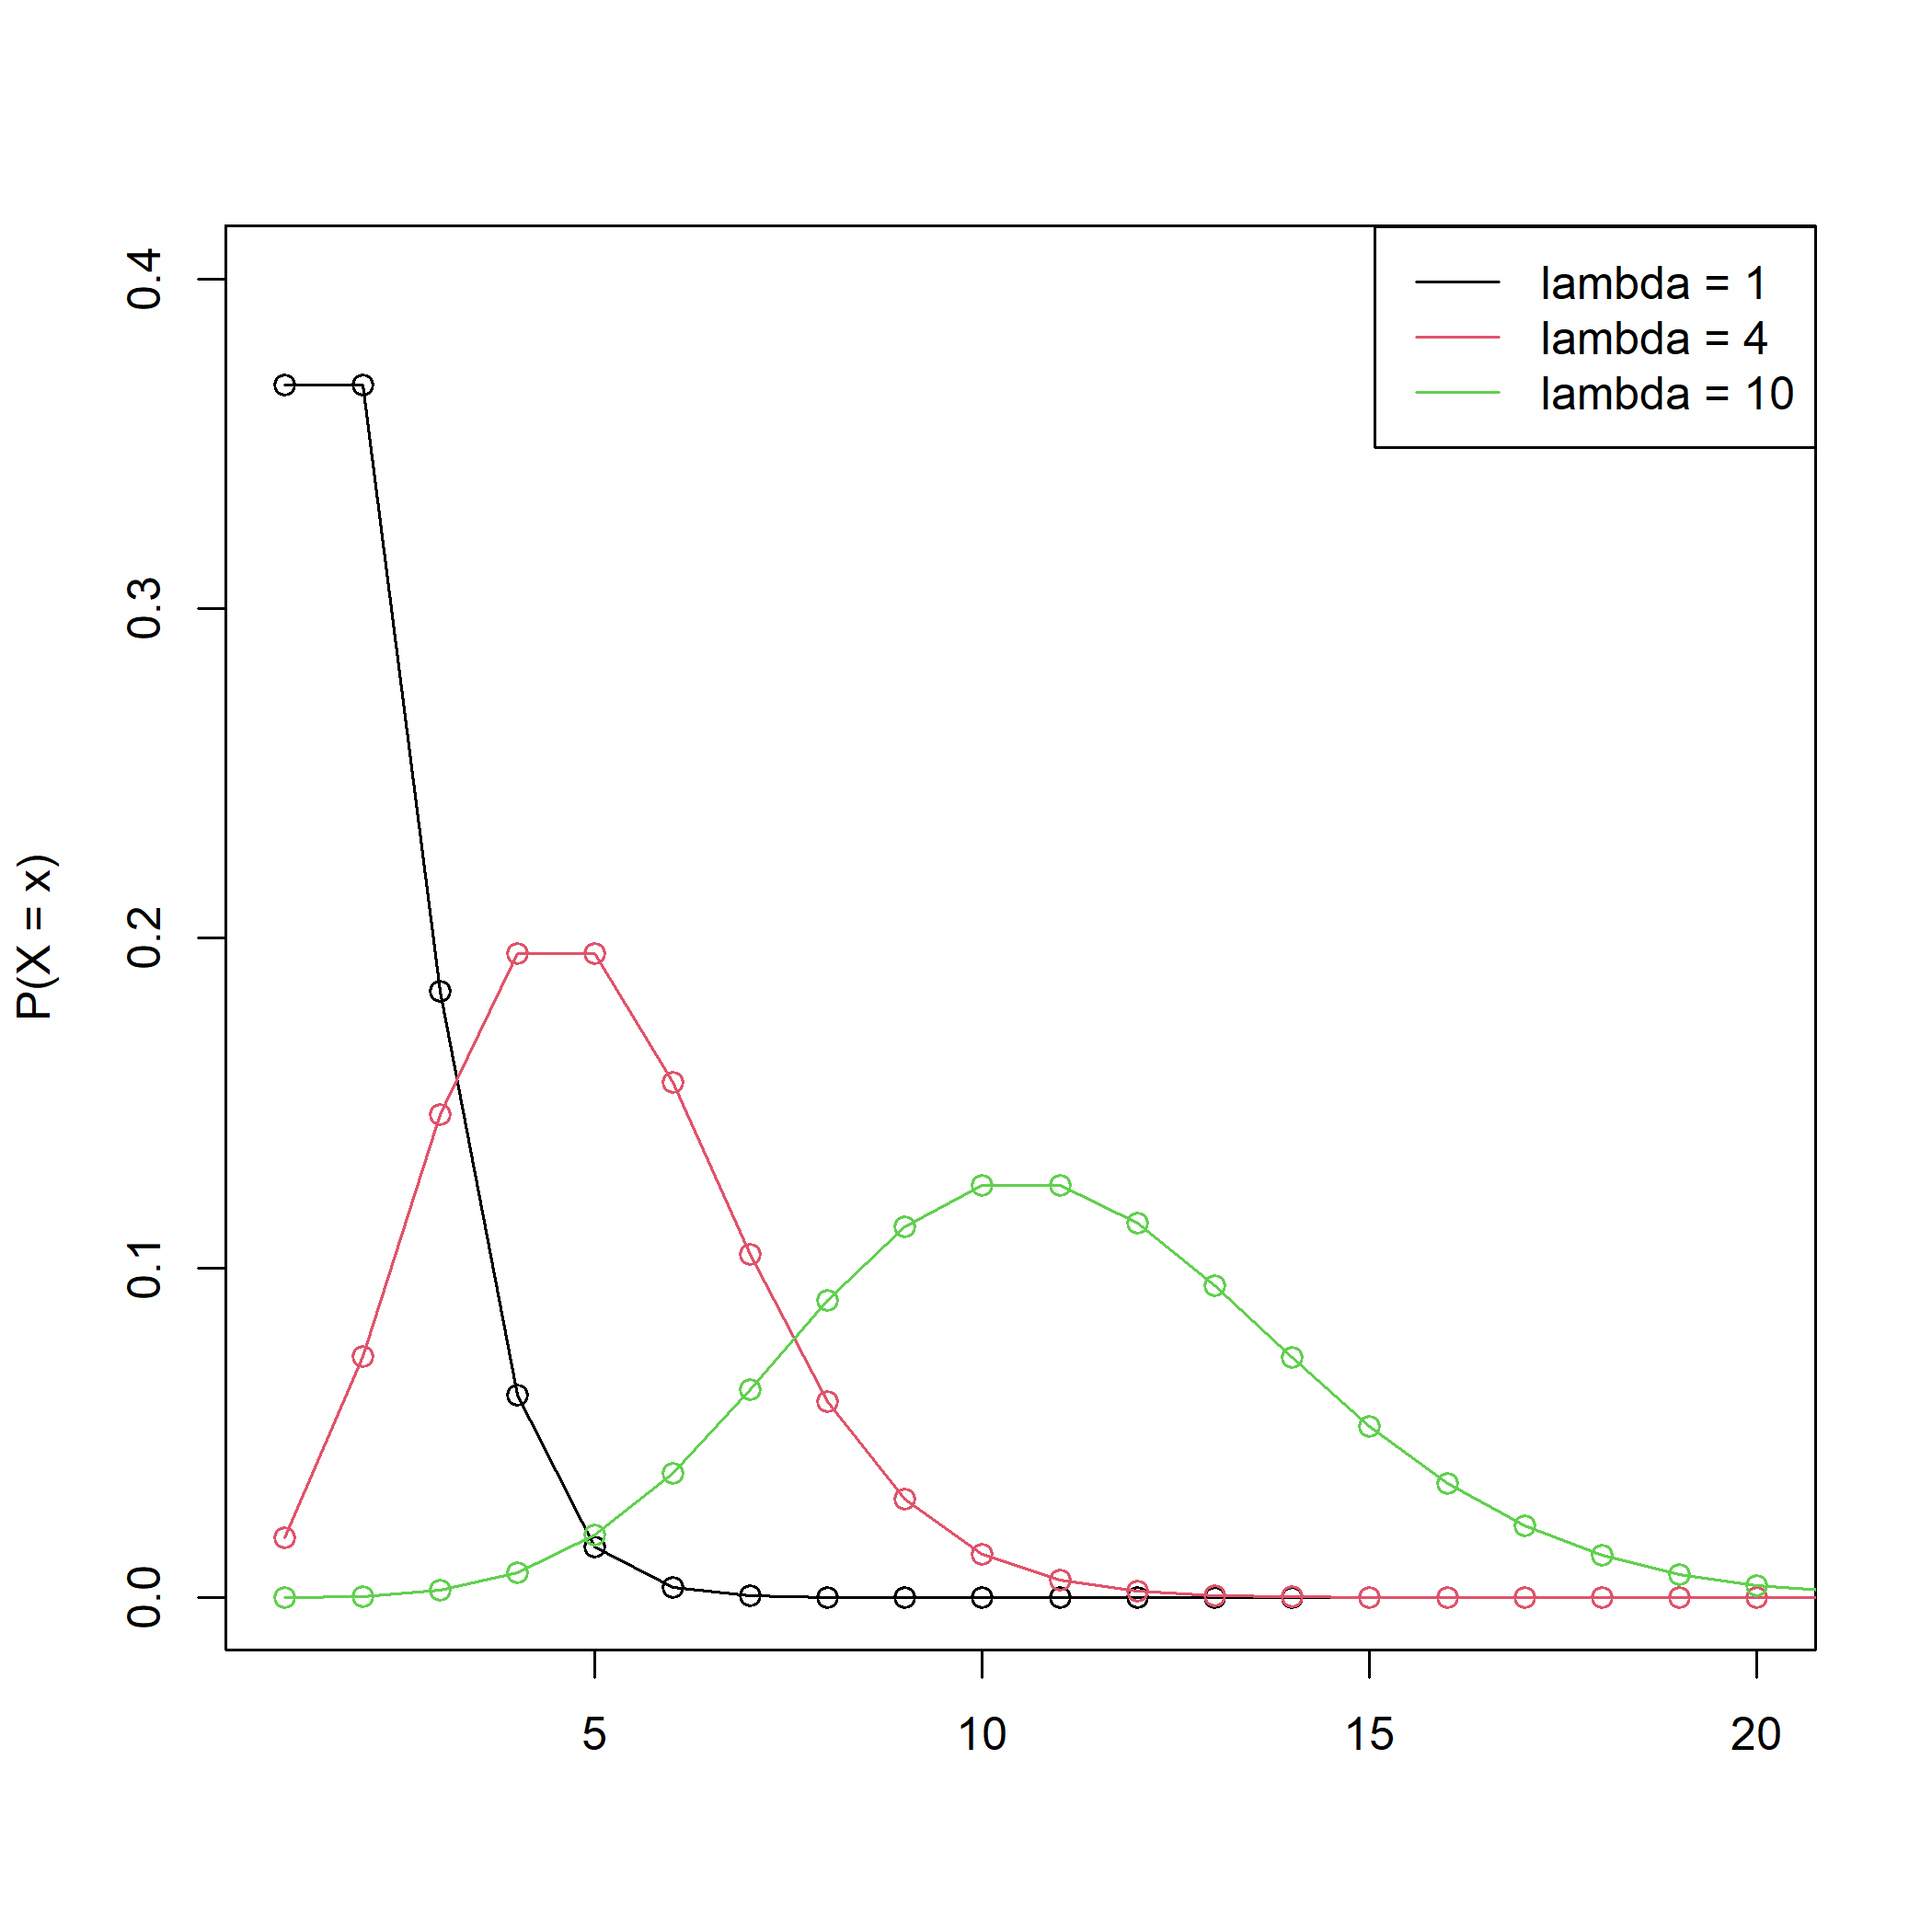 lambda = 1
lambda = 4
lambda = 10
P(X = x)
0.4
0.3
0.2
0.1
0.0
5 10 15 20